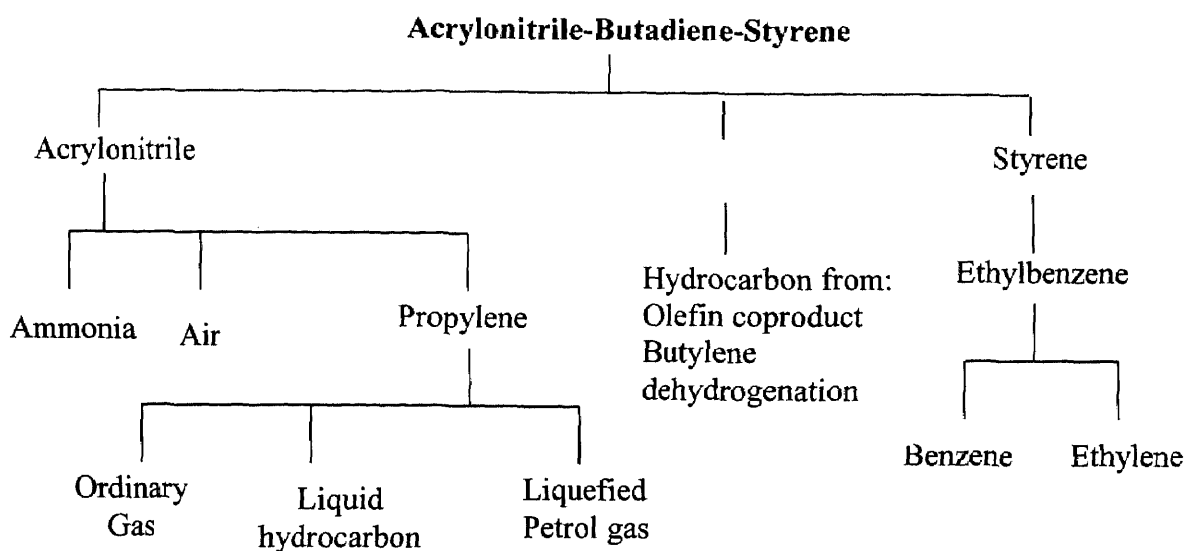 Acrylonitrile-Butadiene-Styrene
Acrylonitrile
Styrene
Hydrocarbon from:
Olefin coproduct
Butylene
dehydrogenation
Ethylbenzene
Ammonia
Air
Propylene
Benzene
Ethylene
Ordinary
Gas
Liquid
hydrocarbon
Liquefied
Petrol gas